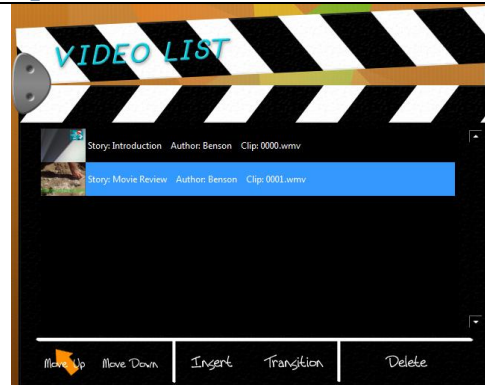 VIDEO LIST
Story: Introduction Author: Benson Clip: 0000.wmv
Story: Movie Review Author: Benson Clip: 0001.wmv
Move Up Move Down Insert Transition Delete